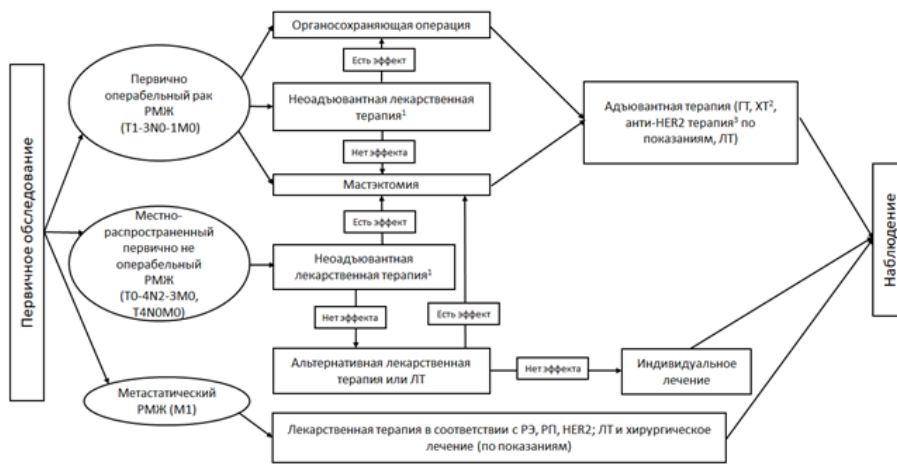 Первичное обследование
Первично
операбельный рак
РМЖ
(T1-3N0-1M0)
Местно-
распространенный
первично не
операбельный
РМЖ
(T0-4N2-3M0,
T4N0M0)
Метастатический
РМЖ (M1)
Органосохраняющая операция
Есть эффект
Неоадъювантная лекарственная
терапия¹
Нет эффекта
Мастэктомия
Есть эффект
Неоадъювантная
лекарственная терапия¹
Нет эффекта
Есть эффект
Альтернативная лекарственная
терапия или ЛТ
Нет эффекта
Индивидуальное
лечение
Лекарственная терапия в соответствии с РЭ, РП, HER2; ЛТ и хирургическое
лечение (по показаниям)
Адъювантная терапия (ГТ, ХТ²,
анти-HER2 терапия³ по
показаниям, ЛТ)
Наблюдение